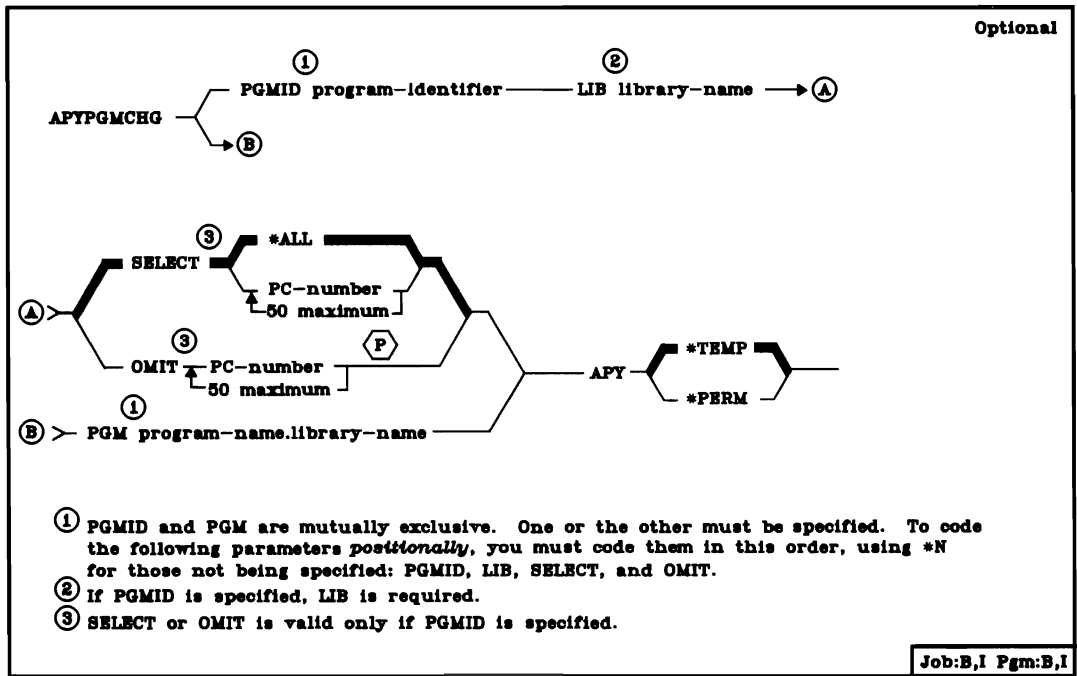 Optional
① ②
PGMID program-identifier LIB library-name Ⓐ
APYPGMCHG
Ⓑ
③ *ALL
SELECT
PC-number
50 maximum
Ⓐ
③ P
OMIT PC-number
50 maximum
*TEMP
APY
*PERM
①
Ⓑ PGM program-name.library-name
① PGMID and PGM are mutually exclusive. One or the other must be specified. To code
the following parameters positionally, you must code them in this order, using *N
for those not being specified: PGMID, LIB, SELECT, and OMIT.
② If PGMID is specified, LIB is required.
③ SELECT or OMIT is valid only if PGMID is specified.
Job:B,I Pgm:B,I